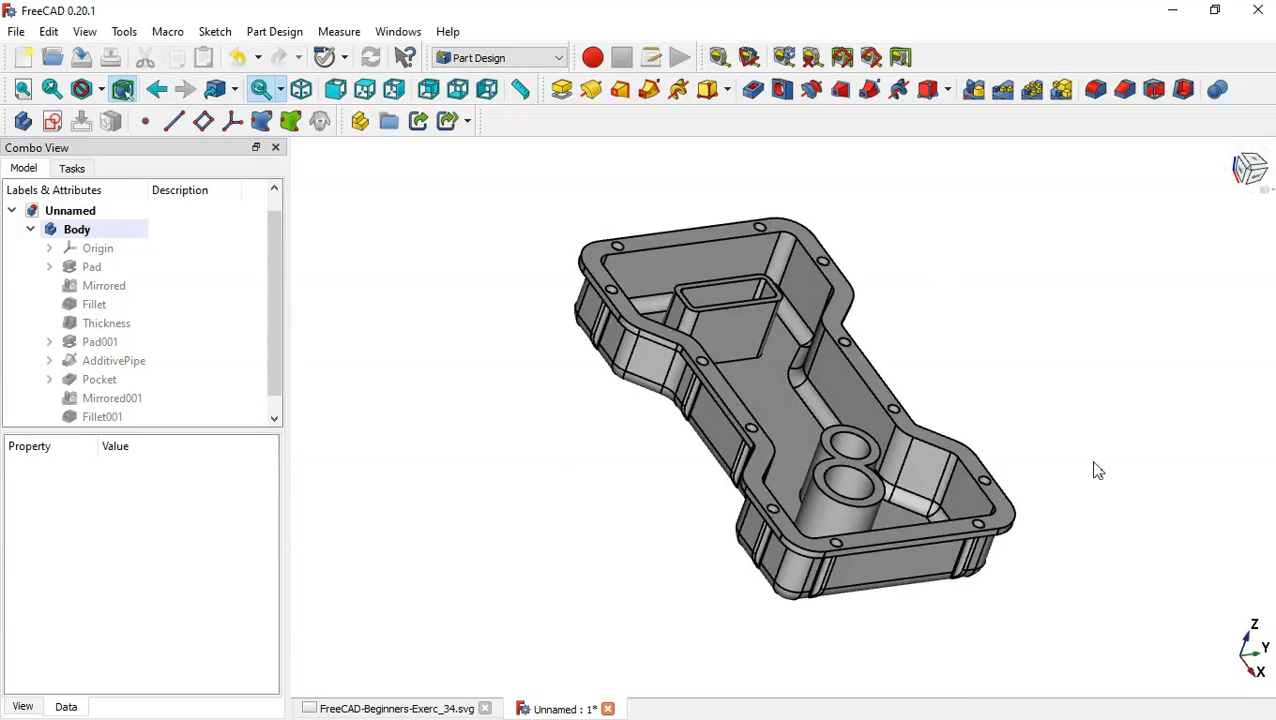 FreeCAD 0.20.1
File Edit View Tools Macro Sketch Part Design Measure Windows Help
Part Design
Combo View
Model Tasks
Labels & Attributes Description
Unnamed
Body
Origin
Pad
Mirrored
Fillet
Thickness
Pad001
AdditivePipe
Pocket
Mirrored001
Fillet001
Property Value
Z
Y
X
View Data
FreeCAD-Beginners-Exerc_34.svg Unnamed : 1*